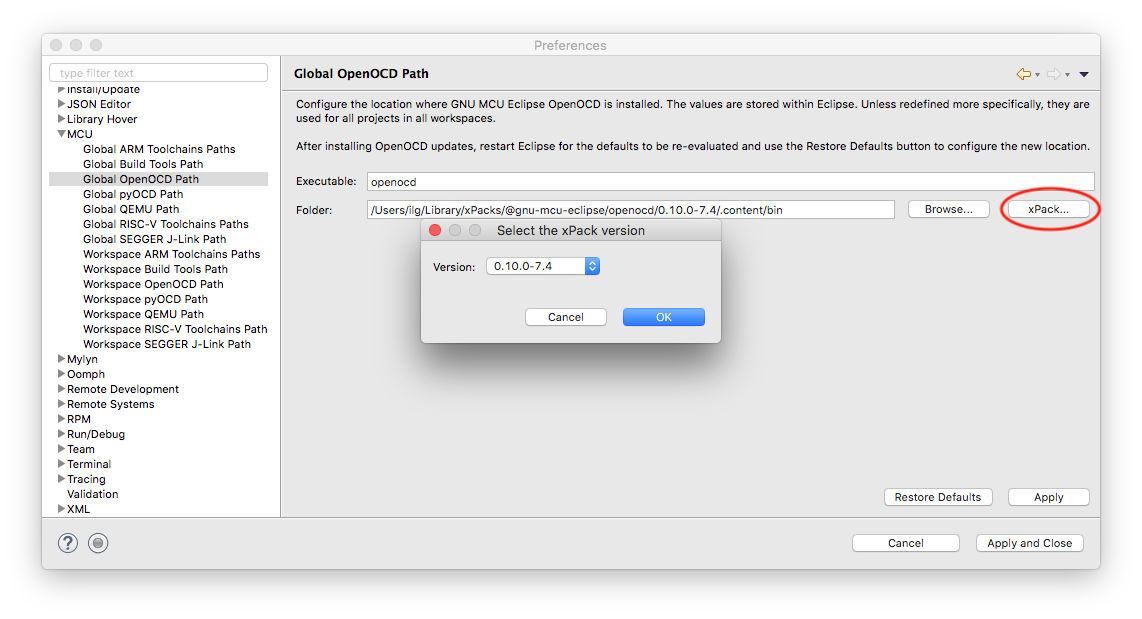 Preferences
type filter text
Install/Update
JSON Editor
Library Hover
MCU
Global ARM Toolchains Paths
Global Build Tools Path
Global OpenOCD Path
Global pyOCD Path
Global QEMU Path
Global RISC-V Toolchains Paths
Global SEGGER J-Link Path
Workspace ARM Toolchains Paths
Workspace Build Tools Path
Workspace OpenOCD Path
Workspace pyOCD Path
Workspace QEMU Path
Workspace RISC-V Toolchains Path
Workspace SEGGER J-Link Path
Mylyn
Oomph
Remote Development
Remote Systems
RPM
Run/Debug
Team
Terminal
Tracing
Validation
XML
Global OpenOCD Path
Configure the location where GNU MCU Eclipse OpenOCD is installed. The values are stored within Eclipse. Unless redefined more specifically, they are
used for all projects in all workspaces.
After installing OpenOCD updates, restart Eclipse for the defaults to be re-evaluated and use the Restore Defaults button to configure the new location.
Executable: openocd
Folder: /Users/ilg/Library/xPacks/@gnu-mcu-eclipse/openocd/0.10.0-7.4/.content/bin Browse... xPack...
Select the xPack version
Version: 0.10.0-7.4
Cancel OK
Restore Defaults Apply
? Cancel Apply and Close